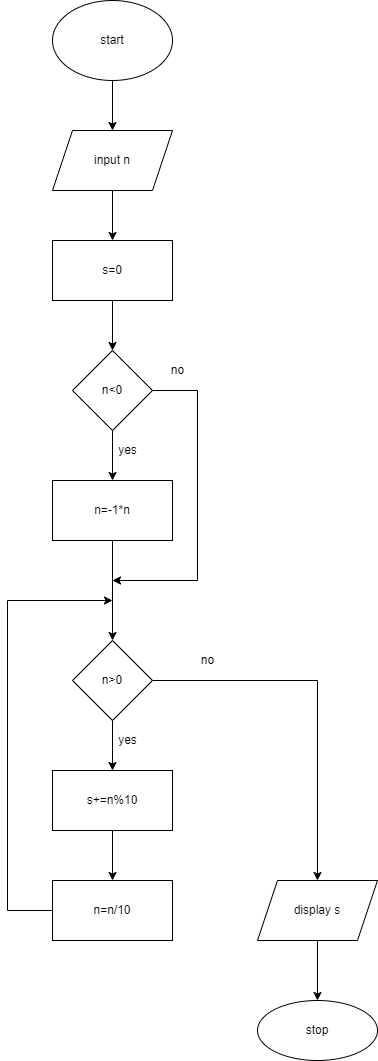 start
input n
s=0
no
n<0
yes
n=-1*n
no
n>0
yes
s+=n%10
n=n/10
display s
stop